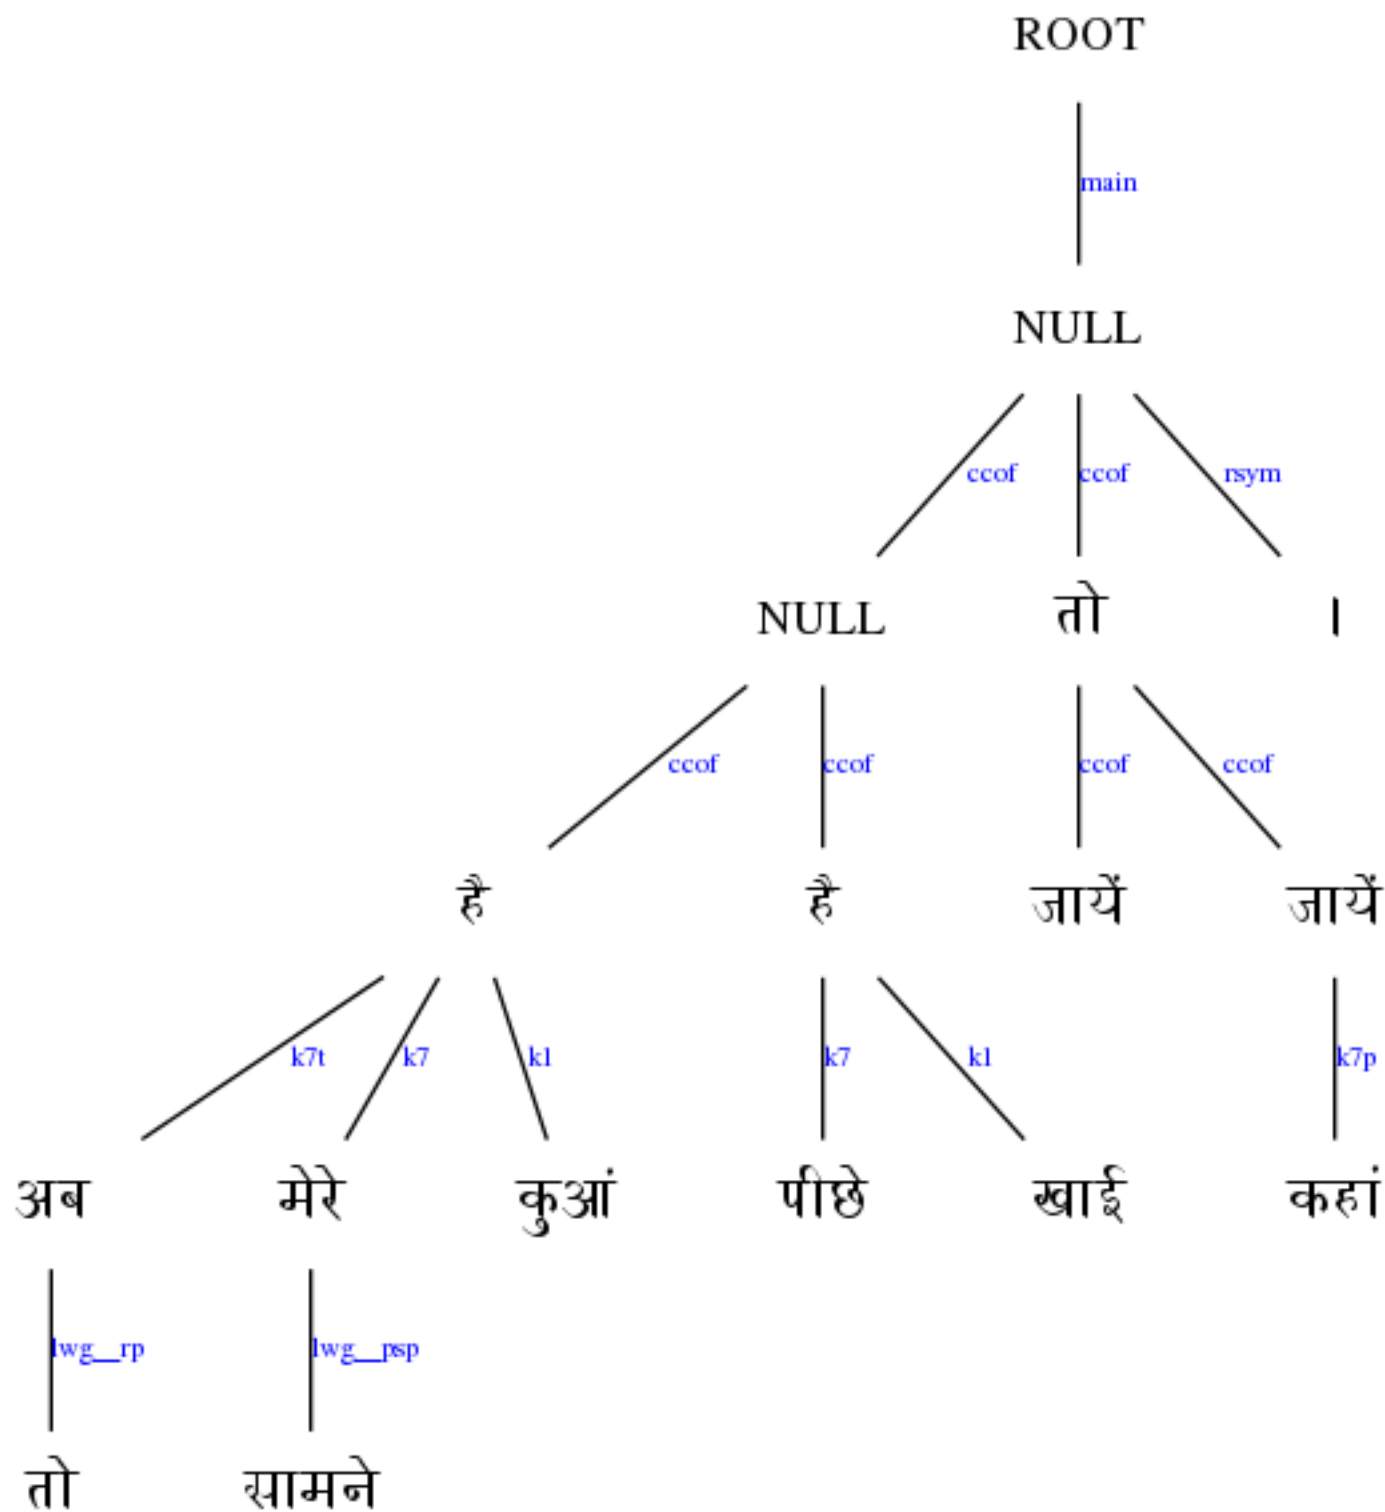 ROOT
main
NULL
ccof ccof rsym
NULL तो ।
ccof ccof ccof ccof
है है जायें जायें
k7t k7 k1 k7 k1 k7p
अब मेरे कुआं पीछे खाई कहां
lwg__rp lwg__psp
तो सामने